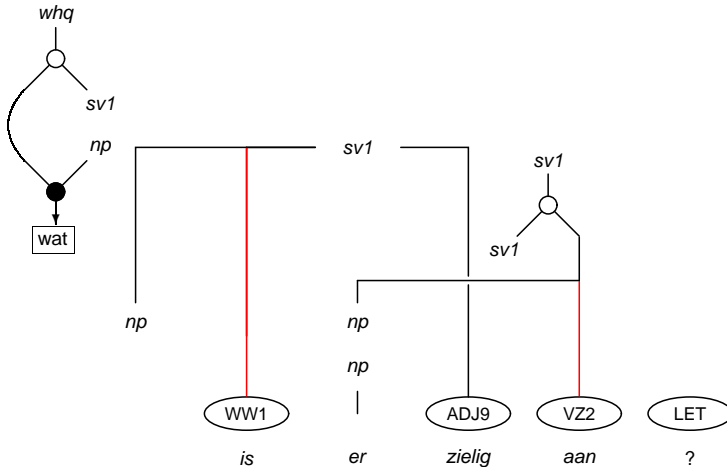 whq
sv1
np
wat
sv1
sv1
sv1
np
np
np
WW1 ADJ9 VZ2 LET
is er zielig aan ?